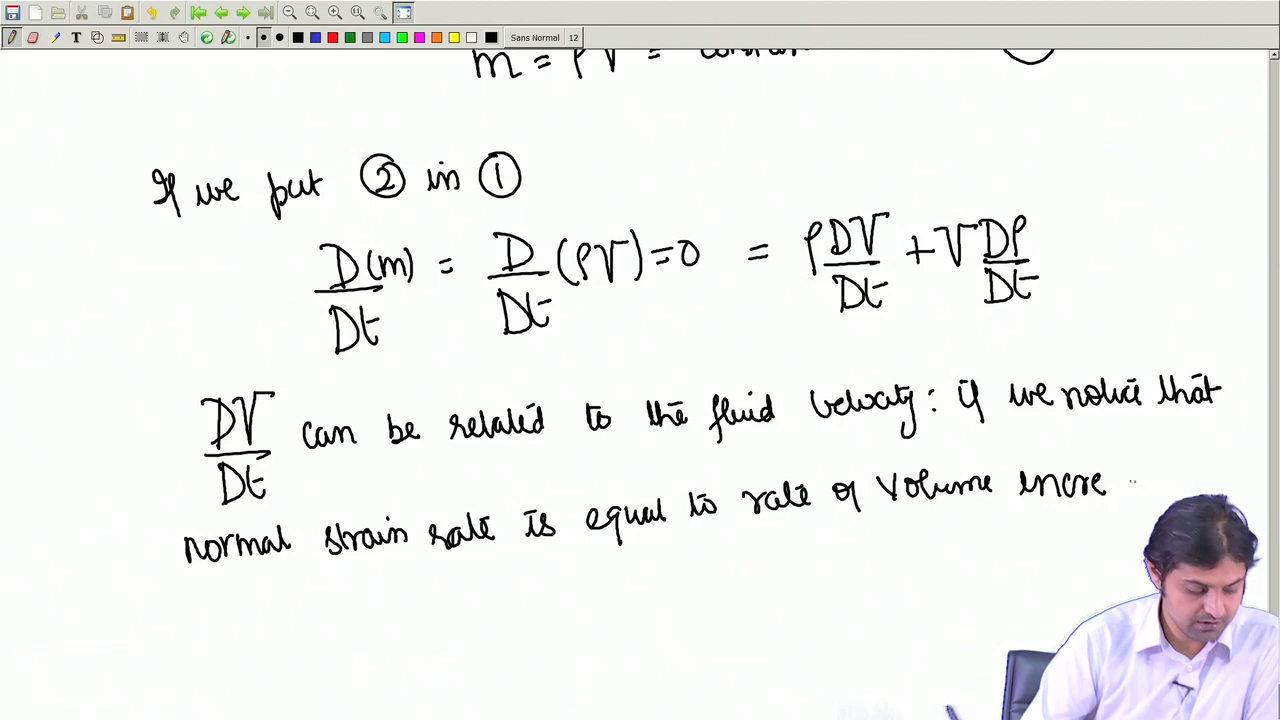 Sans Normal 12
m = ρV =
If we put ② in ①
D(m)/Dt = D/Dt (ρV) = 0 = ρ DV/Dt + V Dρ/Dt
DV/Dt can be related to the fluid velocity: if we notice that
normal strain rate is equal to rate of volume incre